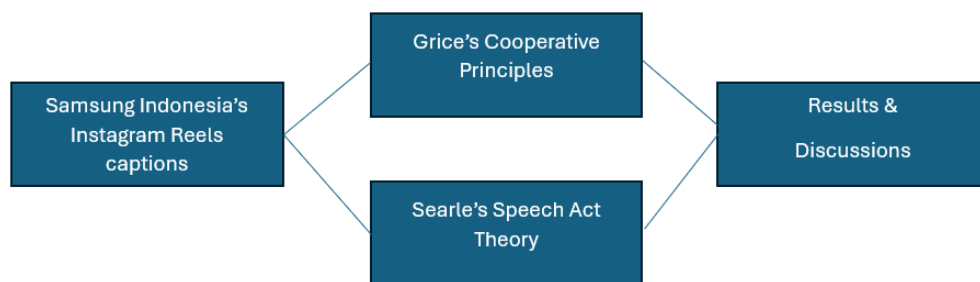 Samsung Indonesia’s
Instagram Reels
captions
Grice’s Cooperative
Principles
Searle’s Speech Act
Theory
Results &
Discussions